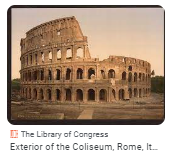 The Library of Congress
Exterior of the Coliseum, Rome, It...